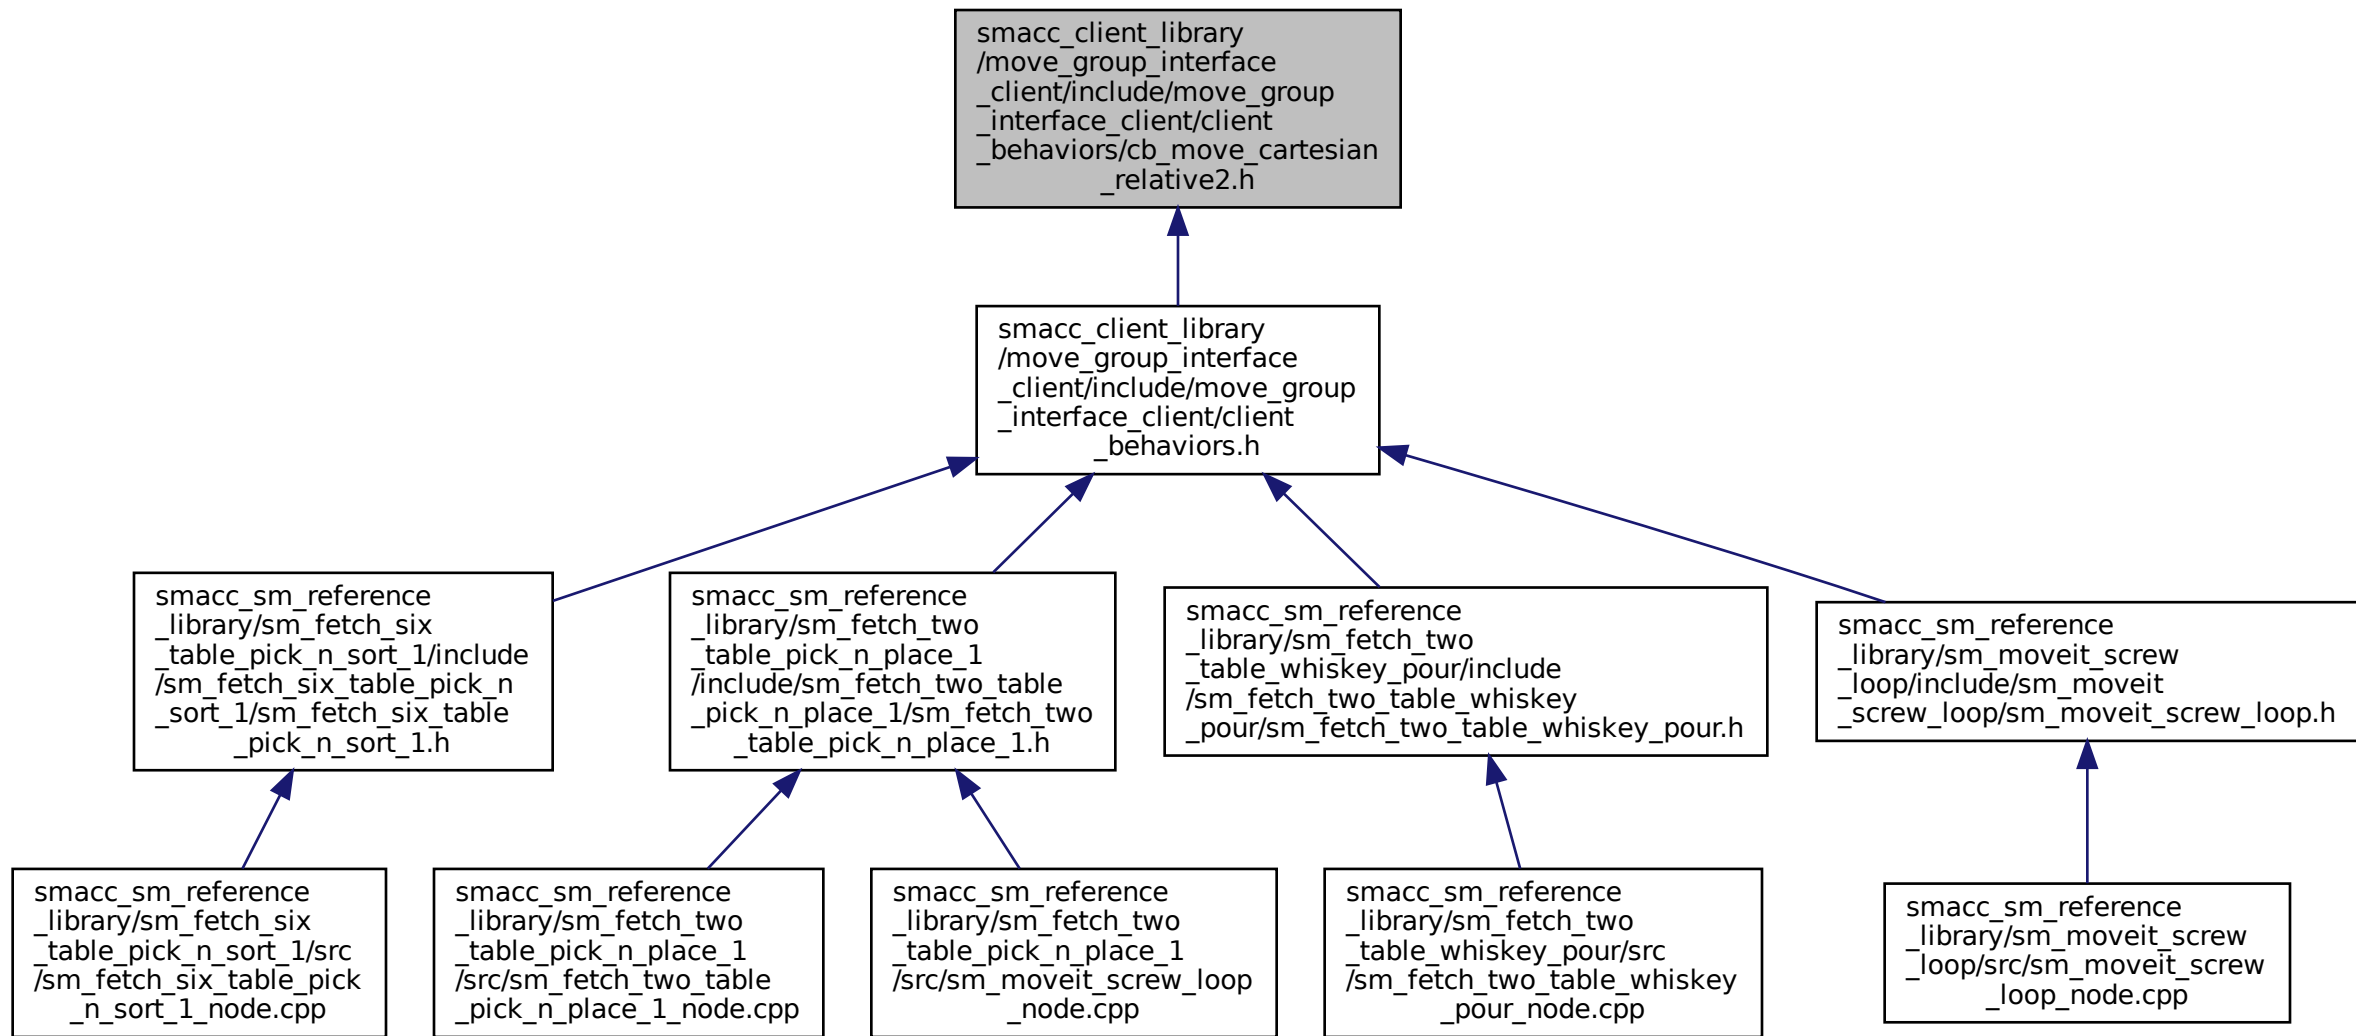 smacc_client_library
/move_group_interface
_client/include/move_group
_interface_client/client
_behaviors/cb_move_cartesian
_relative2.h
smacc_client_library
/move_group_interface
_client/include/move_group
_interface_client/client
_behaviors.h
smacc_sm_reference
_library/sm_fetch_six
_table_pick_n_sort_1/include
/sm_fetch_six_table_pick_n
_sort_1/sm_fetch_six_table
_pick_n_sort_1.h
smacc_sm_reference
_library/sm_fetch_two
_table_pick_n_place_1
/include/sm_fetch_two_table
_pick_n_place_1/sm_fetch_two
_table_pick_n_place_1.h
smacc_sm_reference
_library/sm_fetch_two
_table_whiskey_pour/include
/sm_fetch_two_table_whiskey
_pour/sm_fetch_two_table_whiskey_pour.h
smacc_sm_reference
_library/sm_moveit_screw
_loop/include/sm_moveit
_screw_loop/sm_moveit_screw_loop.h
smacc_sm_reference
_library/sm_fetch_six
_table_pick_n_sort_1/src
/sm_fetch_six_table_pick
_n_sort_1_node.cpp
smacc_sm_reference
_library/sm_fetch_two
_table_pick_n_place_1
/src/sm_fetch_two_table
_pick_n_place_1_node.cpp
smacc_sm_reference
_library/sm_fetch_two
_table_pick_n_place_1
/src/sm_moveit_screw_loop
_node.cpp
smacc_sm_reference
_library/sm_fetch_two
_table_whiskey_pour/src
/sm_fetch_two_table_whiskey
_pour_node.cpp
smacc_sm_reference
_library/sm_moveit_screw
_loop/src/sm_moveit_screw
_loop_node.cpp